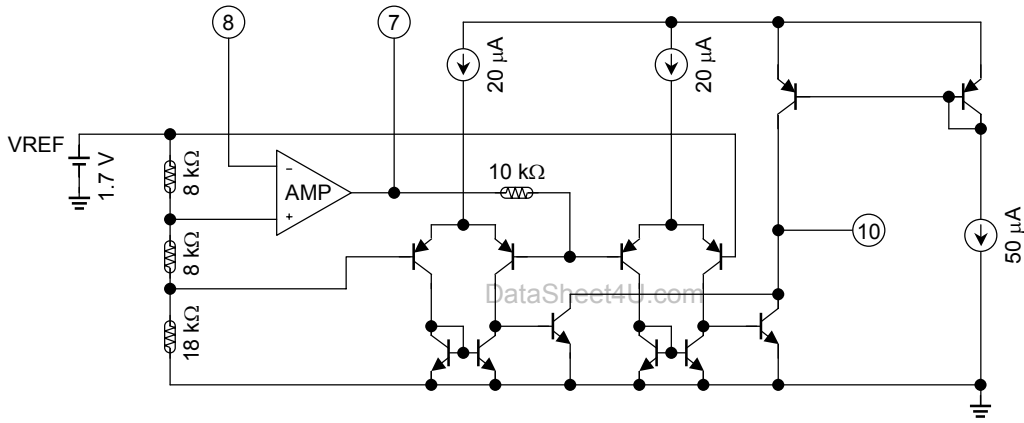 8
7
20 µA
20 µA
VREF
1.7 V
8 kΩ
-
AMP
+
10 kΩ
8 kΩ
10
50 µA
DataSheet4U.com
18 kΩ